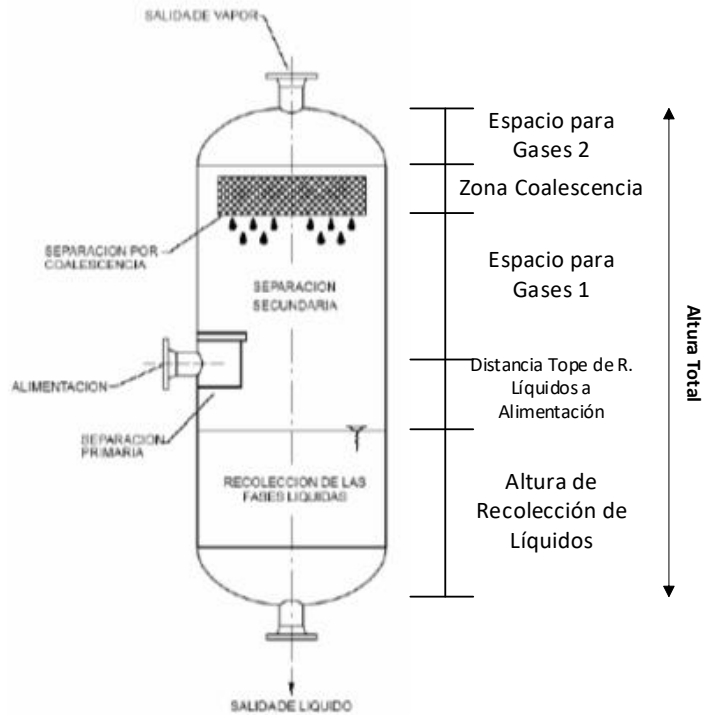 SALIDA DE VAPOR
Espacio para
Gases 2
Zona Coalescencia
SEPARACION POR
COALESCENCIA
SEPARACION
SECUNDARIA
Espacio para
Gases 1
ALIMENTACION
Distancia Tope de R.
Líquidos a
Alimentación
SEPARACION
PRIMARIA
RECOLECCION DE LAS
FASES LIQUIDAS
Altura de
Recolección de
Líquidos
Altura Total
SALIDA DE LIQUIDO